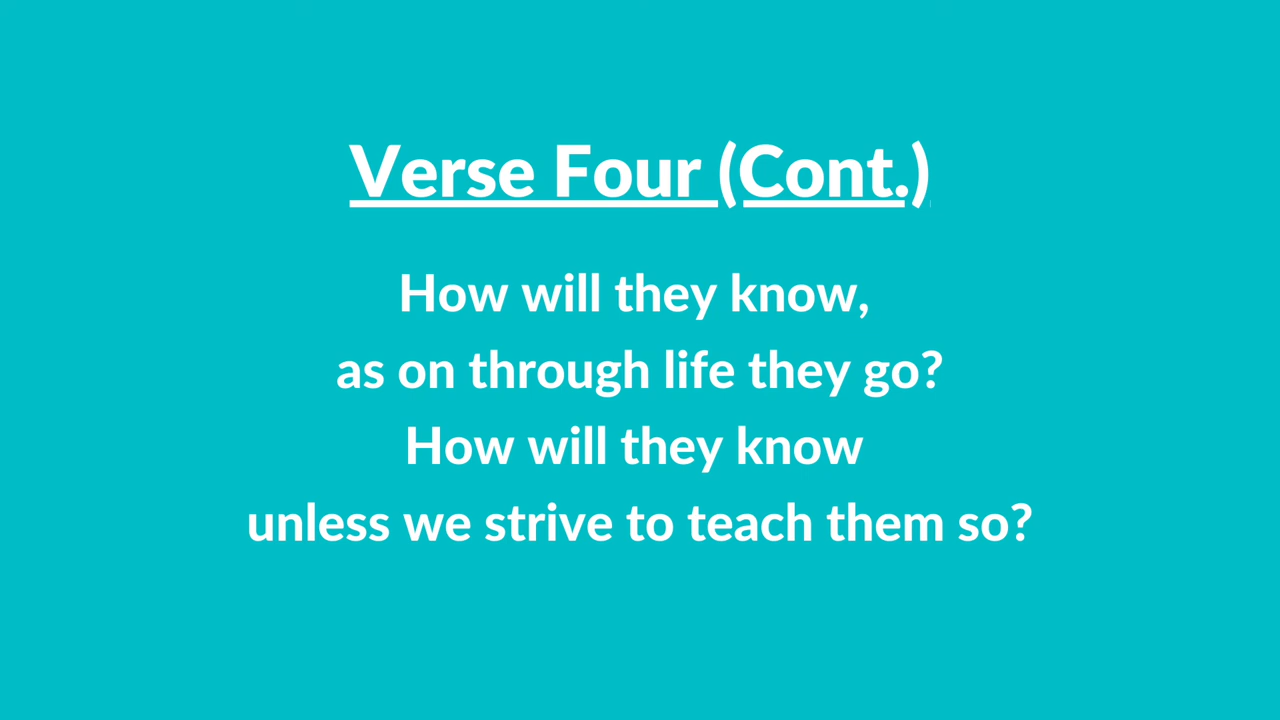 Verse Four (Cont.)
How will they know,
as on through life they go?
How will they know
unless we strive to teach them so?